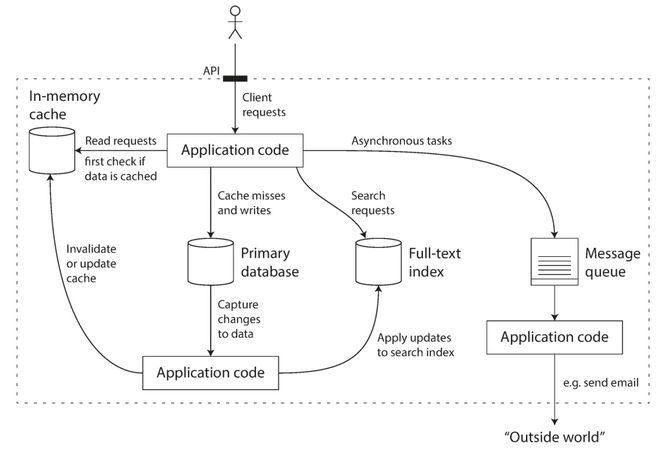 API
Client
requests
In-memory
cache
Read requests
first check if
data is cached
Application code
Asynchronous tasks
Cache misses
and writes
Search
requests
Invalidate
or update
cache
Primary
database
Full-text
index
Message
queue
Capture
changes
to data
Apply updates
to search index
Application code
Application code
e.g. send email
“Outside world”